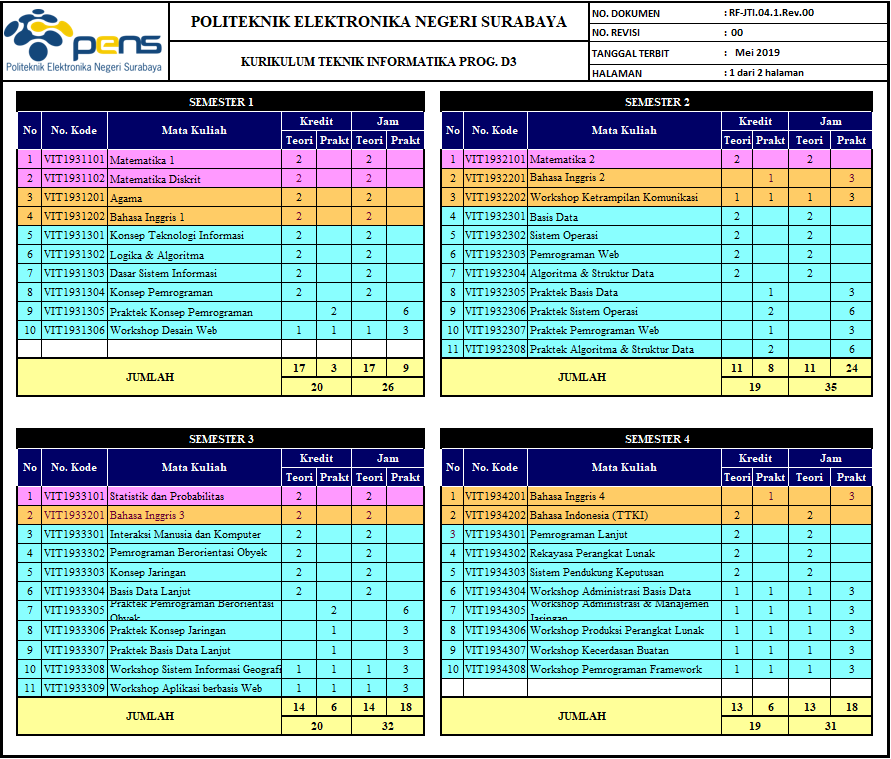 pens
Politeknik Elektronika Negeri Surabaya
POLITEKNIK ELEKTRONIKA NEGERI SURABAYA
KURIKULUM TEKNIK INFORMATIKA PROG. D3
NO. DOKUMEN : RF-JTI.04.1.Rev.00
NO. REVISI : 00
TANGGAL TERBIT : Mei 2019
HALAMAN : 1 dari 2 halaman
SEMESTER 1
No No. Kode Mata Kuliah Kredit Jam
Teori Prakt Teori Prakt
1 VIT1931101 Matematika 1 2 2
2 VIT1931102 Matematika Diskrit 2 2
3 VIT1931201 Agama 2 2
4 VIT1931202 Bahasa Inggris 1 2 2
5 VIT1931301 Konsep Teknologi Informasi 2 2
6 VIT1931302 Logika & Algoritma 2 2
7 VIT1931303 Dasar Sistem Informasi 2 2
8 VIT1931304 Konsep Pemrograman 2 2
9 VIT1931305 Praktek Konsep Pemrograman 2 6
10 VIT1931306 Workshop Desain Web 1 1 1 3
JUMLAH 17 3 17 9
20 26
SEMESTER 2
No No. Kode Mata Kuliah Kredit Jam
Teori Prakt Teori Prakt
1 VIT1932101 Matematika 2 2 2
2 VIT1932201 Bahasa Inggris 2 1 3
3 VIT1932202 Workshop Ketrampilan Komunikasi 1 1 1 3
4 VIT1932301 Basis Data 2 2
5 VIT1932302 Sistem Operasi 2 2
6 VIT1932303 Pemrograman Web 2 2
7 VIT1932304 Algoritma & Struktur Data 2 2
8 VIT1932305 Praktek Basis Data 1 3
9 VIT1932306 Praktek Sistem Operasi 2 6
10 VIT1932307 Praktek Pemrograman Web 1 3
11 VIT1932308 Praktek Algoritma & Struktur Data 2 6
JUMLAH 11 8 11 24
19 35
SEMESTER 3
No No. Kode Mata Kuliah Kredit Jam
Teori Prakt Teori Prakt
1 VIT1933101 Statistik dan Probabilitas 2 2
2 VIT1933201 Bahasa Inggris 3 2 2
3 VIT1933301 Interaksi Manusia dan Komputer 2 2
4 VIT1933302 Pemrograman Berorientasi Obyek 2 2
5 VIT1933303 Konsep Jaringan 2 2
6 VIT1933304 Basis Data Lanjut 2 2
7 VIT1933305 Praktek Pemrograman Berorientasi Obyek 2 6
8 VIT1933306 Praktek Konsep Jaringan 1 3
9 VIT1933307 Praktek Basis Data Lanjut 1 3
10 VIT1933308 Workshop Sistem Informasi Geografi 1 1 1 3
11 VIT1933309 Workshop Aplikasi berbasis Web 1 1 1 3
JUMLAH 14 6 14 18
20 32
SEMESTER 4
No No. Kode Mata Kuliah Kredit Jam
Teori Prakt Teori Prakt
1 VIT1934201 Bahasa Inggris 4 1 3
2 VIT1934202 Bahasa Indonesia (TTKI) 2 2
3 VIT1934301 Pemrograman Lanjut 2 2
4 VIT1934302 Rekayasa Perangkat Lunak 2 2
5 VIT1934303 Sistem Pendukung Keputusan 2 2
6 VIT1934304 Workshop Administrasi Basis Data 1 1 1 3
7 VIT1934305 Workshop Administrasi & Manajemen Jaringan 1 1 1 3
8 VIT1934306 Workshop Produksi Perangkat Lunak 1 1 1 3
9 VIT1934307 Workshop Kecerdasan Buatan 1 1 1 3
10 VIT1934308 Workshop Pemrograman Framework 1 1 1 3
JUMLAH 13 6 13 18
19 31